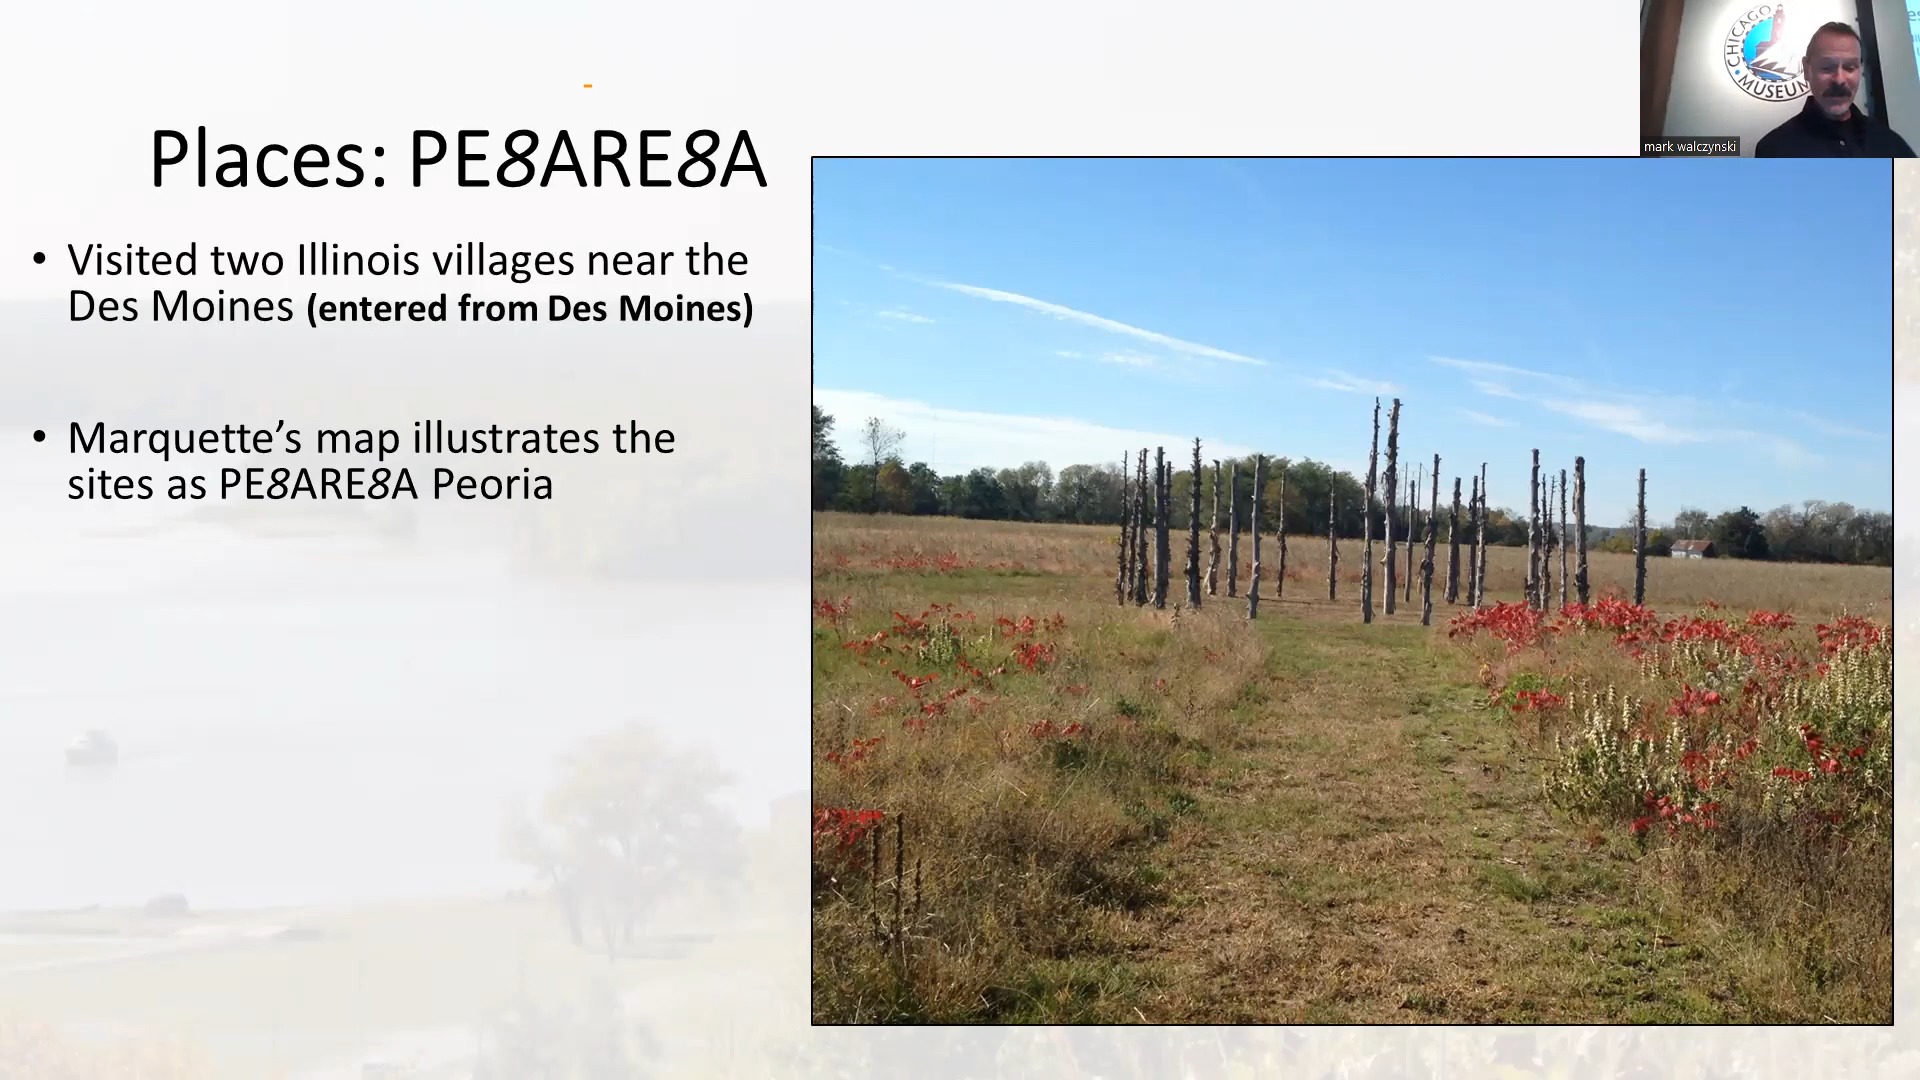 Places: PE8ARE8A
• Visited two Illinois villages near the
Des Moines (entered from Des Moines)
• Marquette’s map illustrates the
sites as PE8ARE8A Peoria
CHICAGO
MUSEUM
mark walczynski